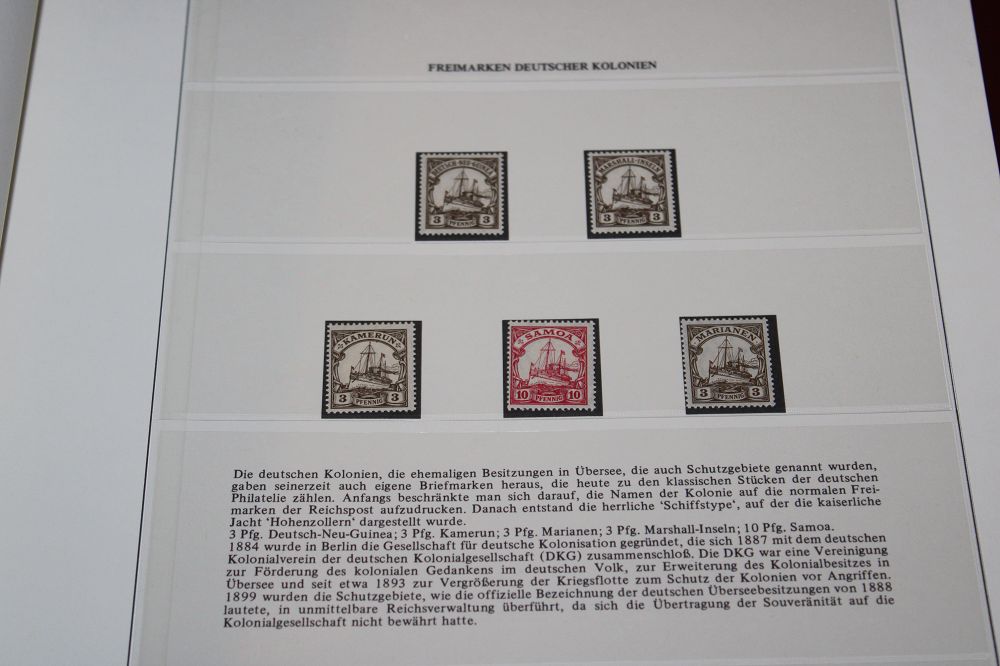 FREIMARKEN DEUTSCHER KOLONIEN
DEUTSCH-NEU-GUINEA
3 PFENNIG 3
MARSHALL-INSELN
3 PFENNIG 3
KAMERUN
3 PFENNIG 3
SAMOA
10 PFENNIG 10
MARIANEN
3 PFENNIG 3
Die deutschen Kolonien, die ehemaligen Besitzungen in Übersee, die auch Schutzgebiete genannt wurden,
gaben seinerzeit auch eigene Briefmarken heraus, die heute zu den klassischen Stücken der deutschen
Philatelie zählen. Anfangs beschränkte man sich darauf, die Namen der Kolonie auf die normalen Frei-
marken der Reichspost aufzudrucken. Danach entstand die herrliche ‘Schiffstype‘, auf der die kaiserliche
Jacht ‘Hohenzollern‘ dargestellt wurde.
3 Pfg. Deutsch-Neu-Guinea; 3 Pfg. Kamerun; 3 Pfg. Marianen; 3 Pfg. Marshall-Inseln; 10 Pfg. Samoa.
1884 wurde in Berlin die Gesellschaft für deutsche Kolonisation gegründet, die sich 1887 mit dem deutschen
Kolonialverein der deutschen Kolonialgesellschaft (DKG) zusammenschloß. Die DKG war eine Vereinigung
zur Förderung des kolonialen Gedankens im deutschen Volk, zur Erweiterung des Kolonialbesitzes in
Übersee und seit etwa 1893 zur Vergrößerung der Kriegsflotte zum Schutz der Kolonien vor Angriffen.
1899 wurden die Schutzgebiete, wie die offizielle Bezeichnung der deutschen Überseebesitzungen von 1888
lautete, in unmittelbare Reichsverwaltung überführt, da sich die Übertragung der Souveränität auf die
Kolonialgesellschaft nicht bewährt hatte.